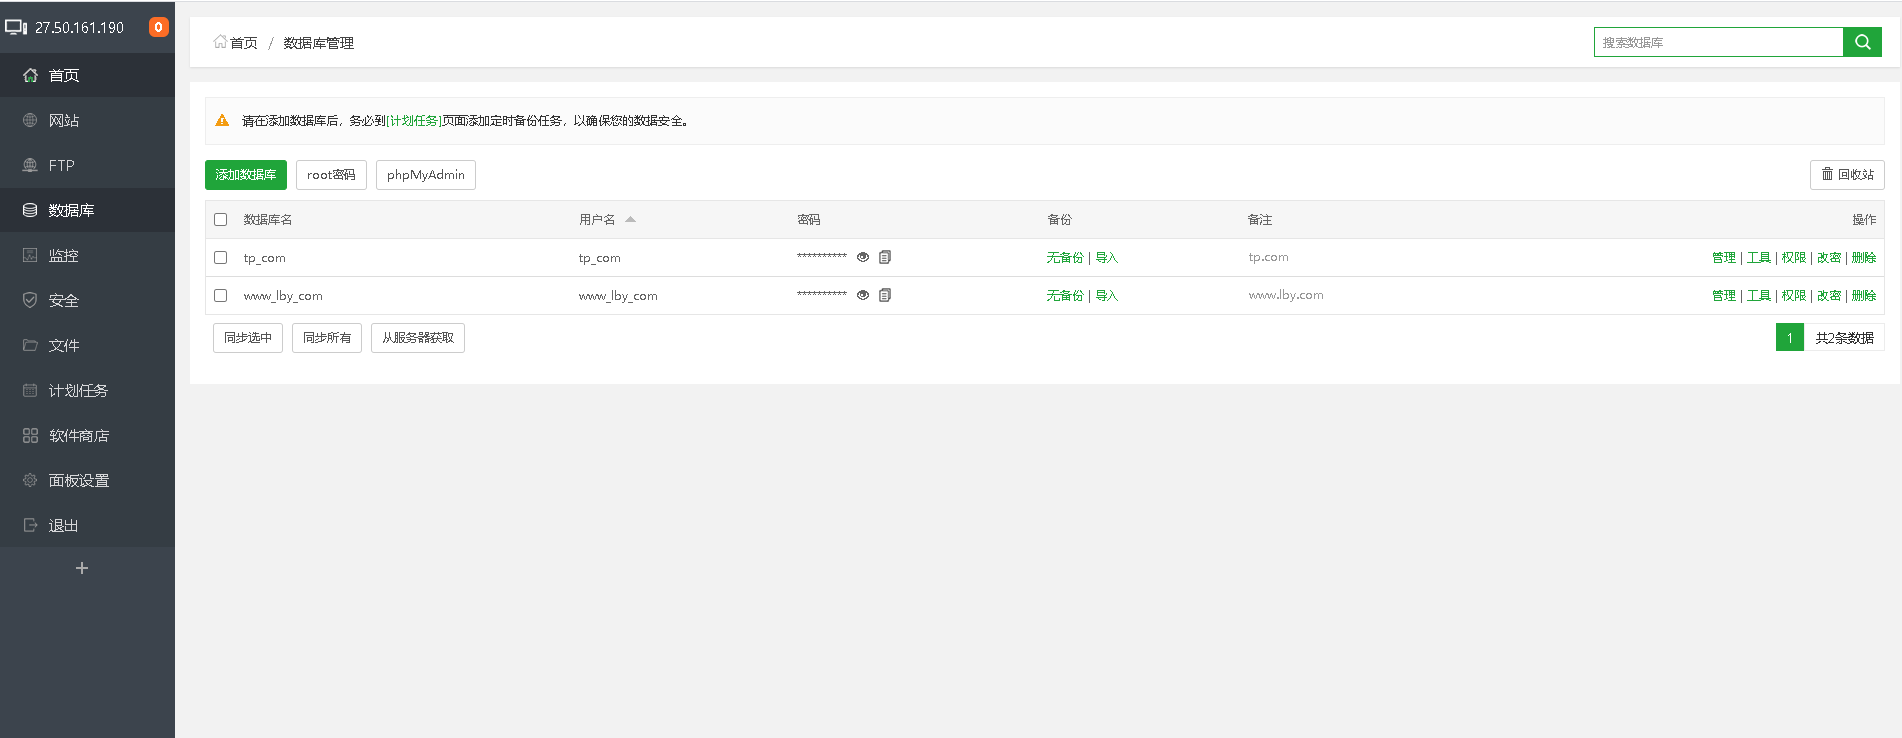 27.50.161.190 0
首页
网站
FTP
数据库
监控
安全
文件
计划任务
软件商店
面板设置
退出
+
首页 / 数据库管理
搜索数据库
请在添加数据库后，务必到[计划任务]页面添加定时备份任务，以确保您的数据安全。
添加数据库 root密码 phpMyAdmin 回收站
数据库名 用户名 密码 备份 备注 操作
tp_com tp_com ********** 无备份 | 导入 tp.com 管理 | 工具 | 权限 | 改密 | 删除
www_lby_com www_lby_com ********** 无备份 | 导入 www.lby.com 管理 | 工具 | 权限 | 改密 | 删除
同步选中 同步所有 从服务器获取 1 共2条数据